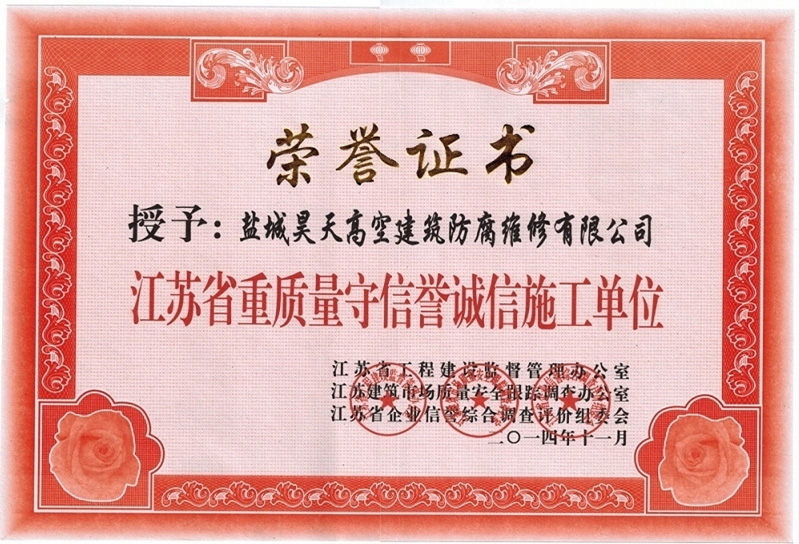 荣誉证书
授予：盐城昊天高空建筑防腐维修有限公司
江苏省重质量守信誉诚信施工单位
江苏省工程建设监督管理办公室
江苏建筑市场质量安全跟踪调查办公室
江苏省企业信誉综合调查评价组委会
二〇一四年十一月